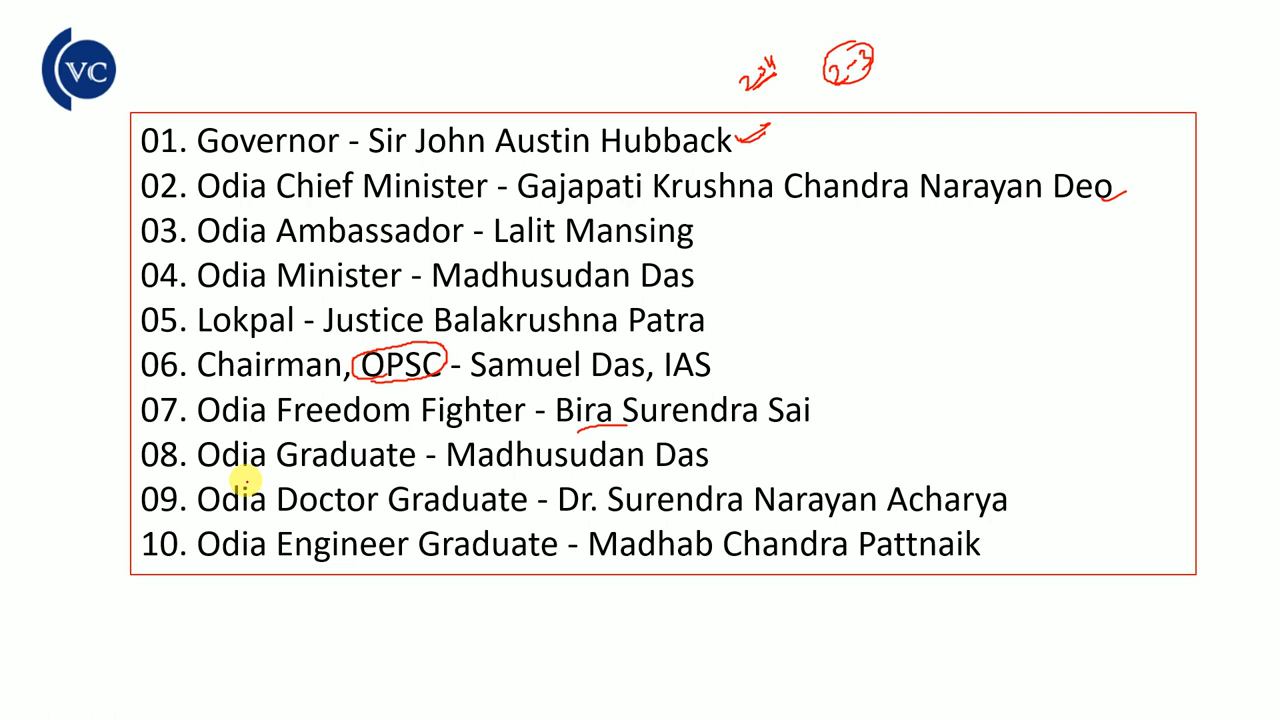 VC
2-3
01. Governor - Sir John Austin Hubback
02. Odia Chief Minister - Gajapati Krushna Chandra Narayan Deo
03. Odia Ambassador - Lalit Mansing
04. Odia Minister - Madhusudan Das
05. Lokpal - Justice Balakrushna Patra
06. Chairman, OPSC - Samuel Das, IAS
07. Odia Freedom Fighter - Bira Surendra Sai
08. Odia Graduate - Madhusudan Das
09. Odia Doctor Graduate - Dr. Surendra Narayan Acharya
10. Odia Engineer Graduate - Madhab Chandra Pattnaik